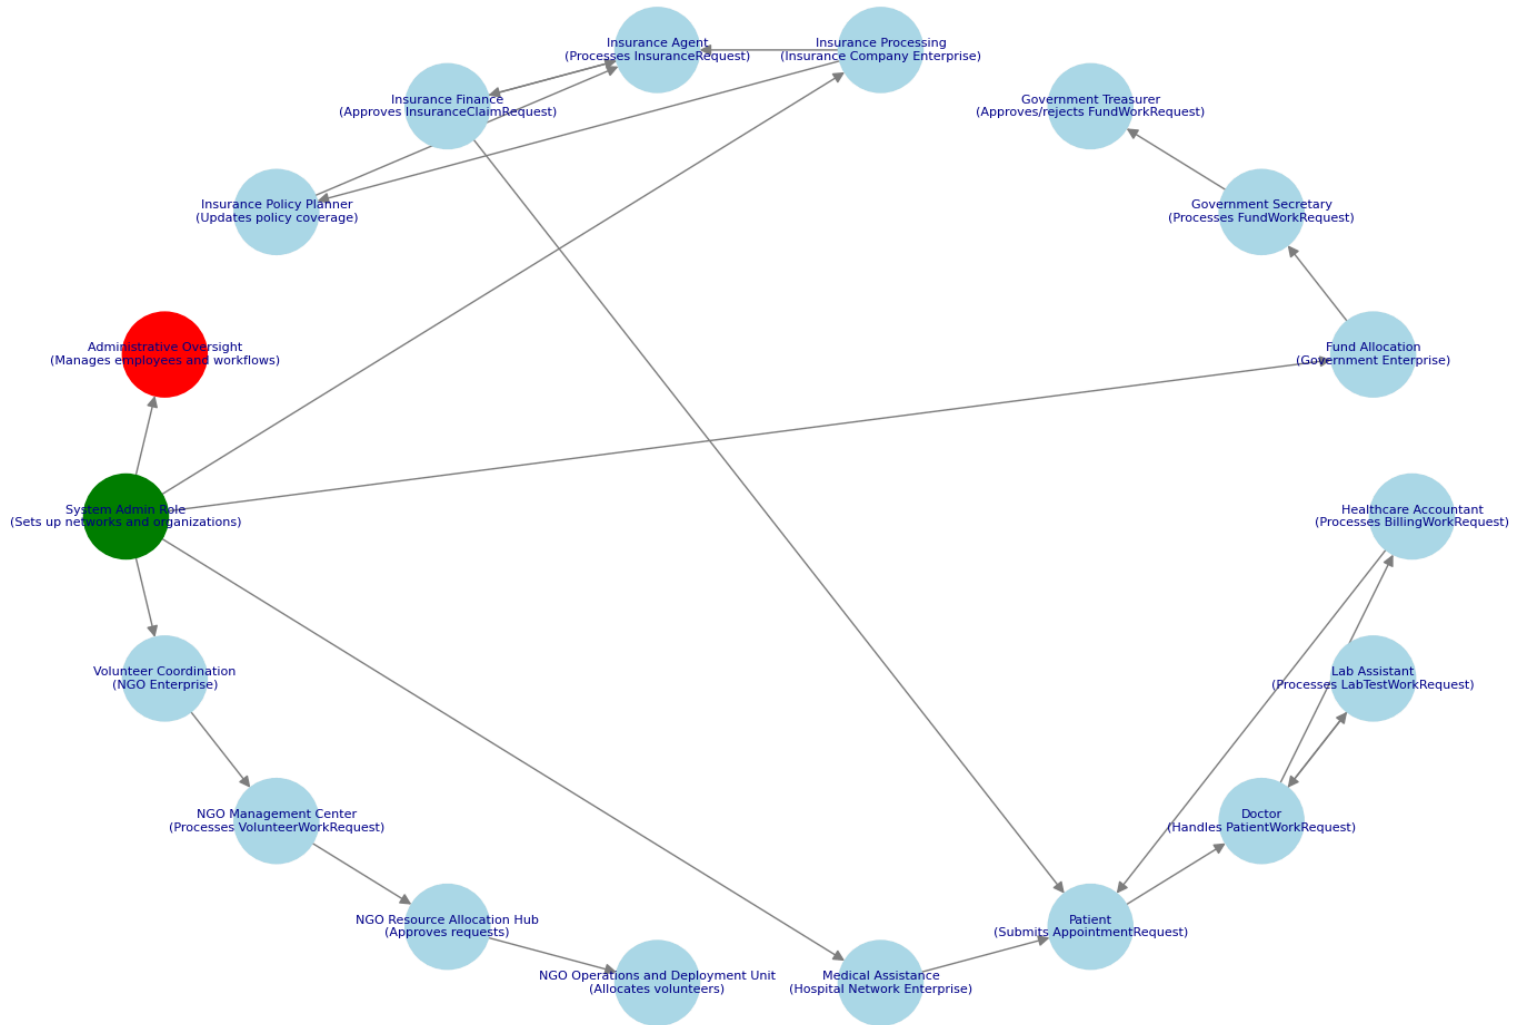 Insurance Agent
(Processes InsuranceRequest)
Insurance Processing
(Insurance Company Enterprise)
Insurance Finance
(Approves InsuranceClaimRequest)
Government Treasurer
(Approves/rejects FundWorkRequest)
Insurance Policy Planner
(Updates policy coverage)
Government Secretary
(Processes FundWorkRequest)
Administrative Oversight
(Manages employees and workflows)
Fund Allocation
(Government Enterprise)
System Admin Role
(Sets up networks and organizations)
Healthcare Accountant
(Processes BillingWorkRequest)
Volunteer Coordination
(NGO Enterprise)
Lab Assistant
(Processes LabTestWorkRequest)
NGO Management Center
(Processes VolunteerWorkRequest)
Doctor
(Handles PatientWorkRequest)
NGO Resource Allocation Hub
(Approves requests)
Patient
(Submits AppointmentRequest)
NGO Operations and Deployment Unit
(Allocates volunteers)
Medical Assistance
(Hospital Network Enterprise)